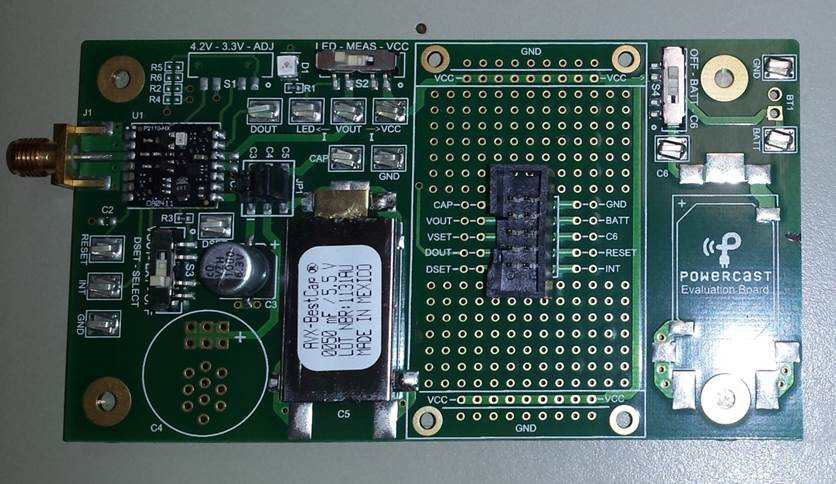 4.2V - 3.3V - ADJ
LED - MEAS - VCC
GND
OFF - BATT - C6
GND
R5
R6
R2
R4
S1
D1
R1
S2
VCC
VCC
S4
BT1
J1
U1
P2110-MR
DOUT
LED<
VOUT
>VCC
BATT
C3
C4
C5
JP1
CAP
GND
C6
C2
R3
RESET
INT
GND
DSET - SELECT
S3
C3
CAP
VOUT
VSET
DOUT
DSET
GND
BATT
C6
RESET
INT
AVX-BestCap®
0050 mF / 5.5 V
LOT NBR:1131AU
MADE IN MEXICO
+
POWERCAST
Evaluation Board
+
C4
C5
VCC
VCC
GND